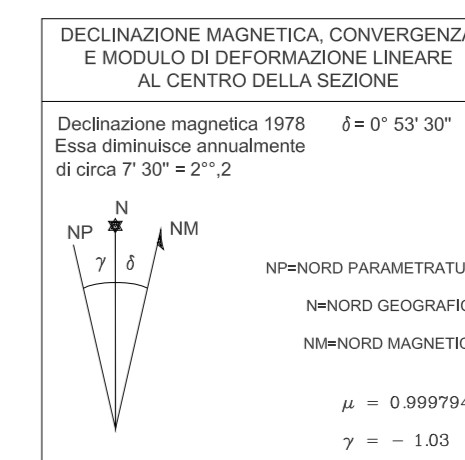 DECLINAZIONE MAGNETICA, CONVERGENZA
E MODULO DI DEFORMAZIONE LINEARE
AL CENTRO DELLA SEZIONE
Declinazione magnetica 1978 δ = 0° 53' 30"
Essa diminuisce annualmente
di circa 7' 30" = 2°°,2
N
NP NM
γ δ
NP=NORD PARAMETRATU
N=NORD GEOGRAFIC
NM=NORD MAGNETIC
μ = 0.999794
γ = − 1.03